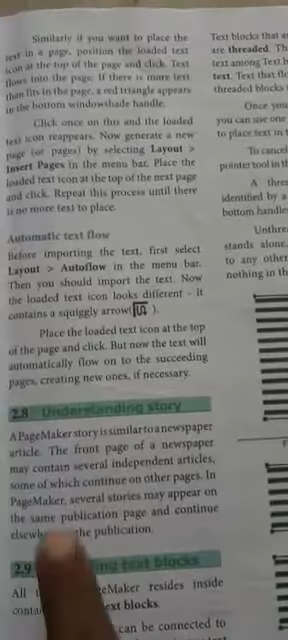 Similarly if you want to place the
text in a page, position the loaded text
icon at the top of the page and click. Text
flows into the page. If there is more text
than fits in the page, a red triangle appears
in the bottom windowshade handle.
Click once on this and the loaded
text icon reappears. Now generate a new
page (or pages) by selecting Layout >
Insert Pages in the menu bar. Place the
loaded text icon at the top of the next page
and click. Repeat this process until there
is no more text to place.
Automatic text flow
Before importing the text, first select
Layout > Autoflow in the menu bar.
Then you should import the text. Now
the loaded text icon looks different - it
contains a squiggly arrow( ).
Place the loaded text icon at the top
of the page and click. But now the text will
automatically flow on to the succeeding
pages, creating new ones, if necessary.
2.8 Understanding story
A PageMaker story is similar to a newspaper
article. The front page of a newspaper
may contain several independent articles,
some of which continue on other pages. In
PageMaker, several stories may appear on
the same publication page and continue
the publication.
2.9 text blocks
All resides inside
text blocks.
can be connected to
Text blocks that
are threaded.
text among Text
text. Text that
threaded blocks
Once you
you can use one
to place text in
To cancel
pointer tool in
A
identified by a
bottom
stands alone.
to any other
nothing in